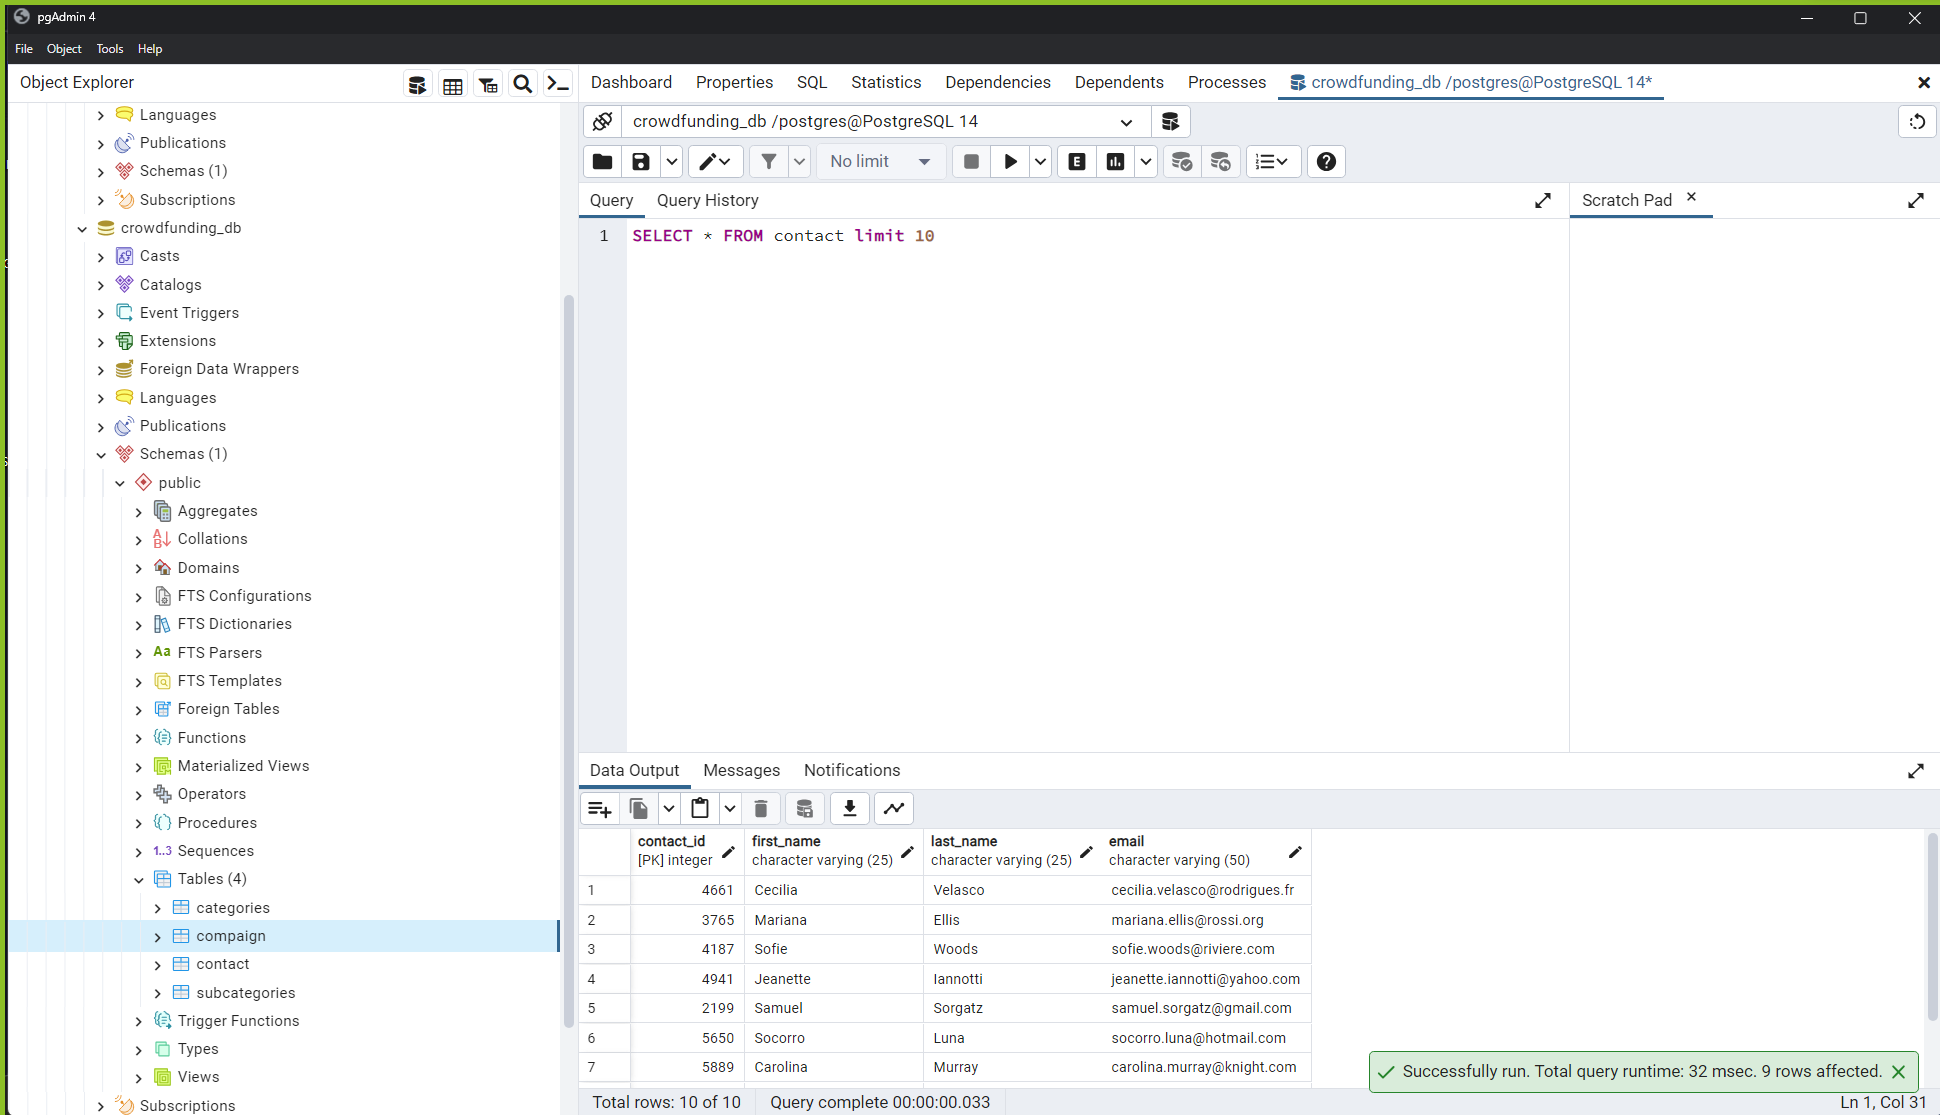 pgAdmin 4
File Object Tools Help
Object Explorer
Languages
Publications
Schemas (1)
Subscriptions
crowdfunding_db
Casts
Catalogs
Event Triggers
Extensions
Foreign Data Wrappers
Languages
Publications
Schemas (1)
public
Aggregates
Collations
Domains
FTS Configurations
FTS Dictionaries
Aa FTS Parsers
FTS Templates
Foreign Tables
Functions
Materialized Views
Operators
Procedures
1..3 Sequences
Tables (4)
categories
compaign
contact
subcategories
Trigger Functions
Types
Views
Subscriptions
Dashboard Properties SQL Statistics Dependencies Dependents Processes crowdfunding_db /postgres@PostgreSQL 14*
crowdfunding_db /postgres@PostgreSQL 14
No limit E
Query Query History
1 SELECT * FROM contact limit 10
Scratch Pad
Data Output Messages Notifications
contact_id first_name last_name email
[PK] integer character varying (25) character varying (25) character varying (50)
1 4661 Cecilia Velasco cecilia.velasco@rodrigues.fr
2 3765 Mariana Ellis mariana.ellis@rossi.org
3 4187 Sofie Woods sofie.woods@riviere.com
4 4941 Jeanette Iannotti jeanette.iannotti@yahoo.com
5 2199 Samuel Sorgatz samuel.sorgatz@gmail.com
6 5650 Socorro Luna socorro.luna@hotmail.com
7 5889 Carolina Murray carolina.murray@knight.com
Successfully run. Total query runtime: 32 msec. 9 rows affected.
Total rows: 10 of 10 Query complete 00:00:00.033 Ln 1, Col 31